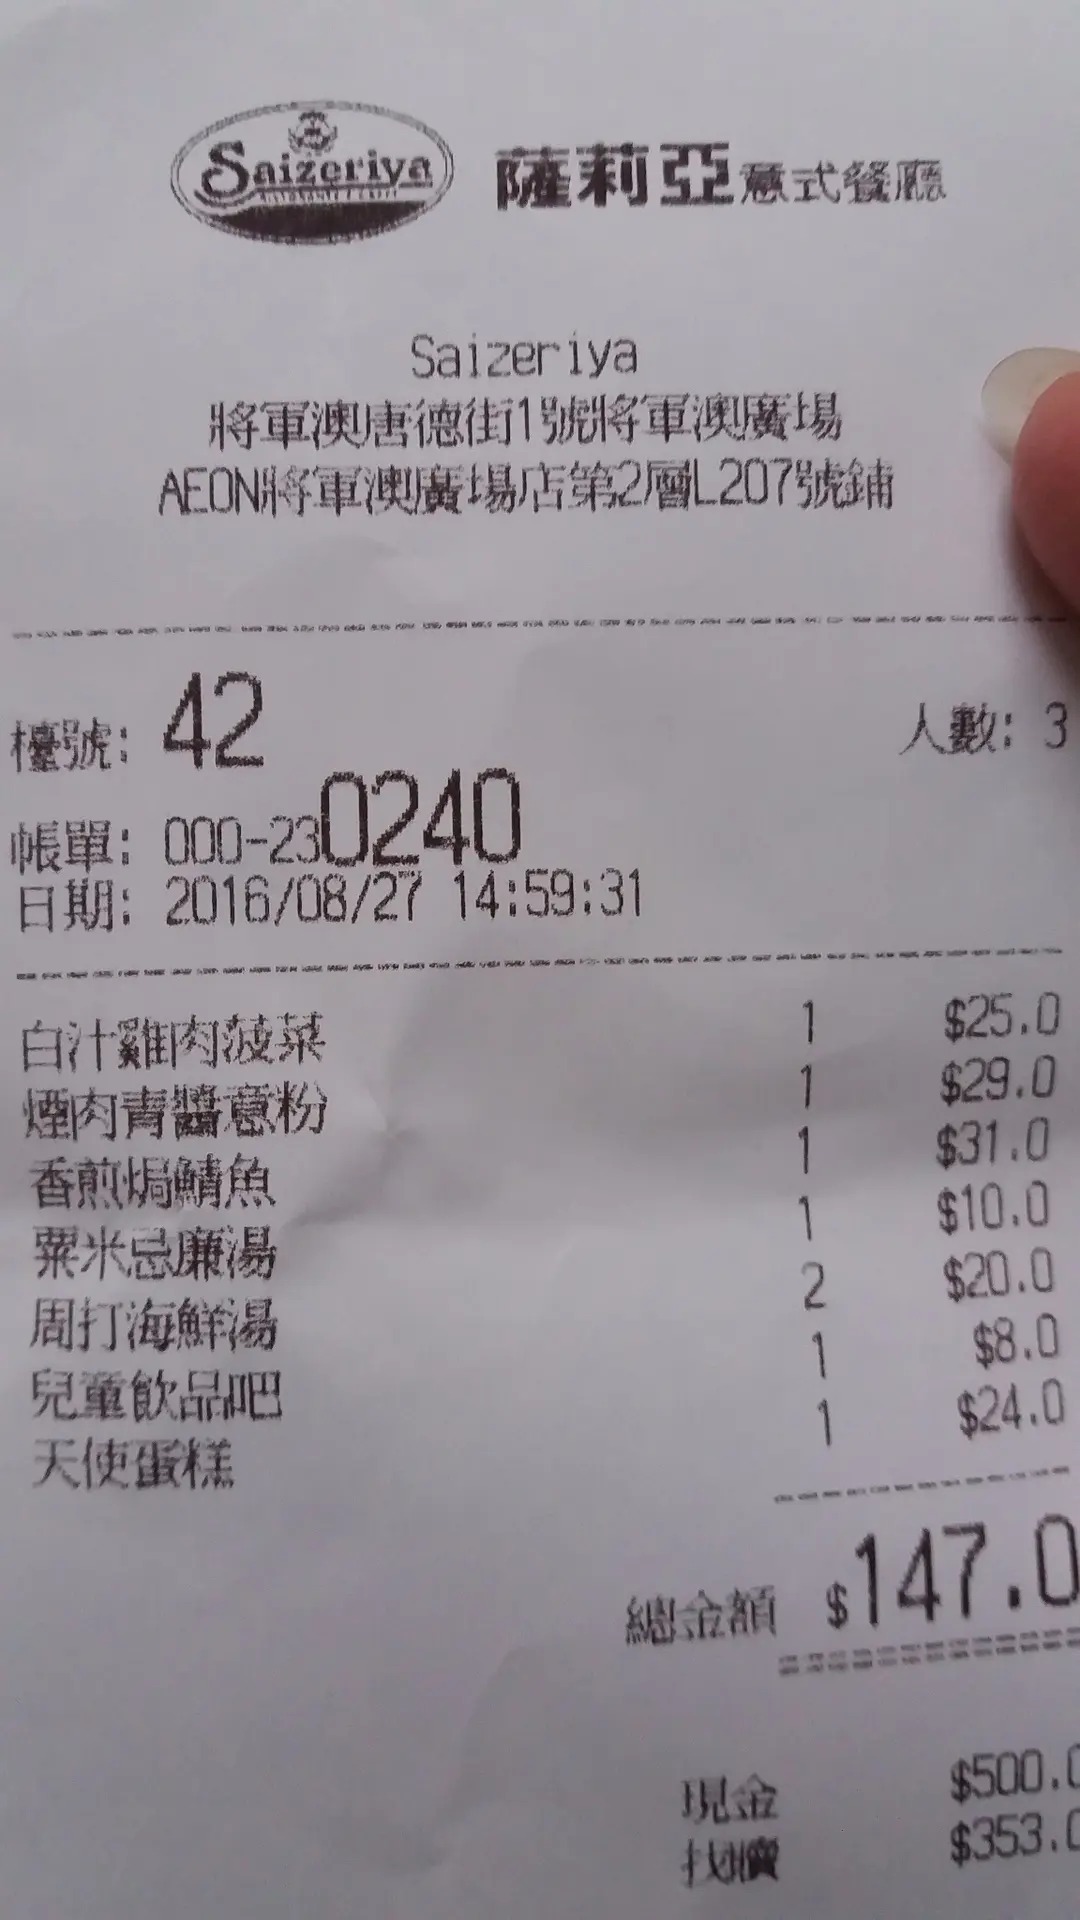 Saizeriya 薩莉亞意式餐廳
Saizeriya
將軍澳唐德街1號將軍澳廣場
AEON將軍澳廣場店第2層L207號鋪
檯號: 42 人數: 3
帳單: 000-230240
日期: 2016/08/27 14:59:31
白汁雞肉菠菜 1 $25.0
煙肉青醬意粉 1 $29.0
香煎焗鯖魚 1 $31.0
粟米忌廉湯 1 $10.0
周打海鮮湯 2 $20.0
兒童飲品吧 1 $8.0
天使蛋糕 1 $24.0
總金額 $147.0
現金 $500.0
找贖 $353.0